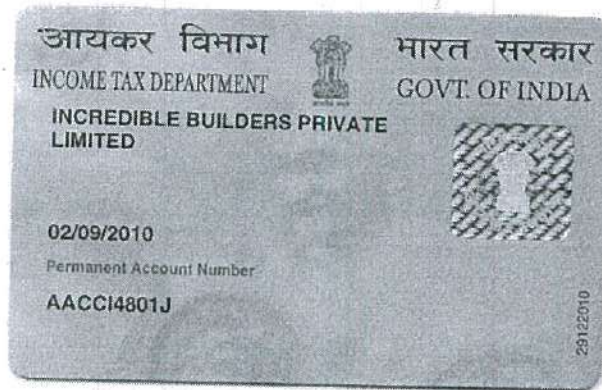 आयकर विभाग
भारत सरकार
INCOME TAX DEPARTMENT
GOVT. OF INDIA
INCREDIBLE BUILDERS PRIVATE
LIMITED
02/09/2010
Permanent Account Number
AACCI4801J
29122010